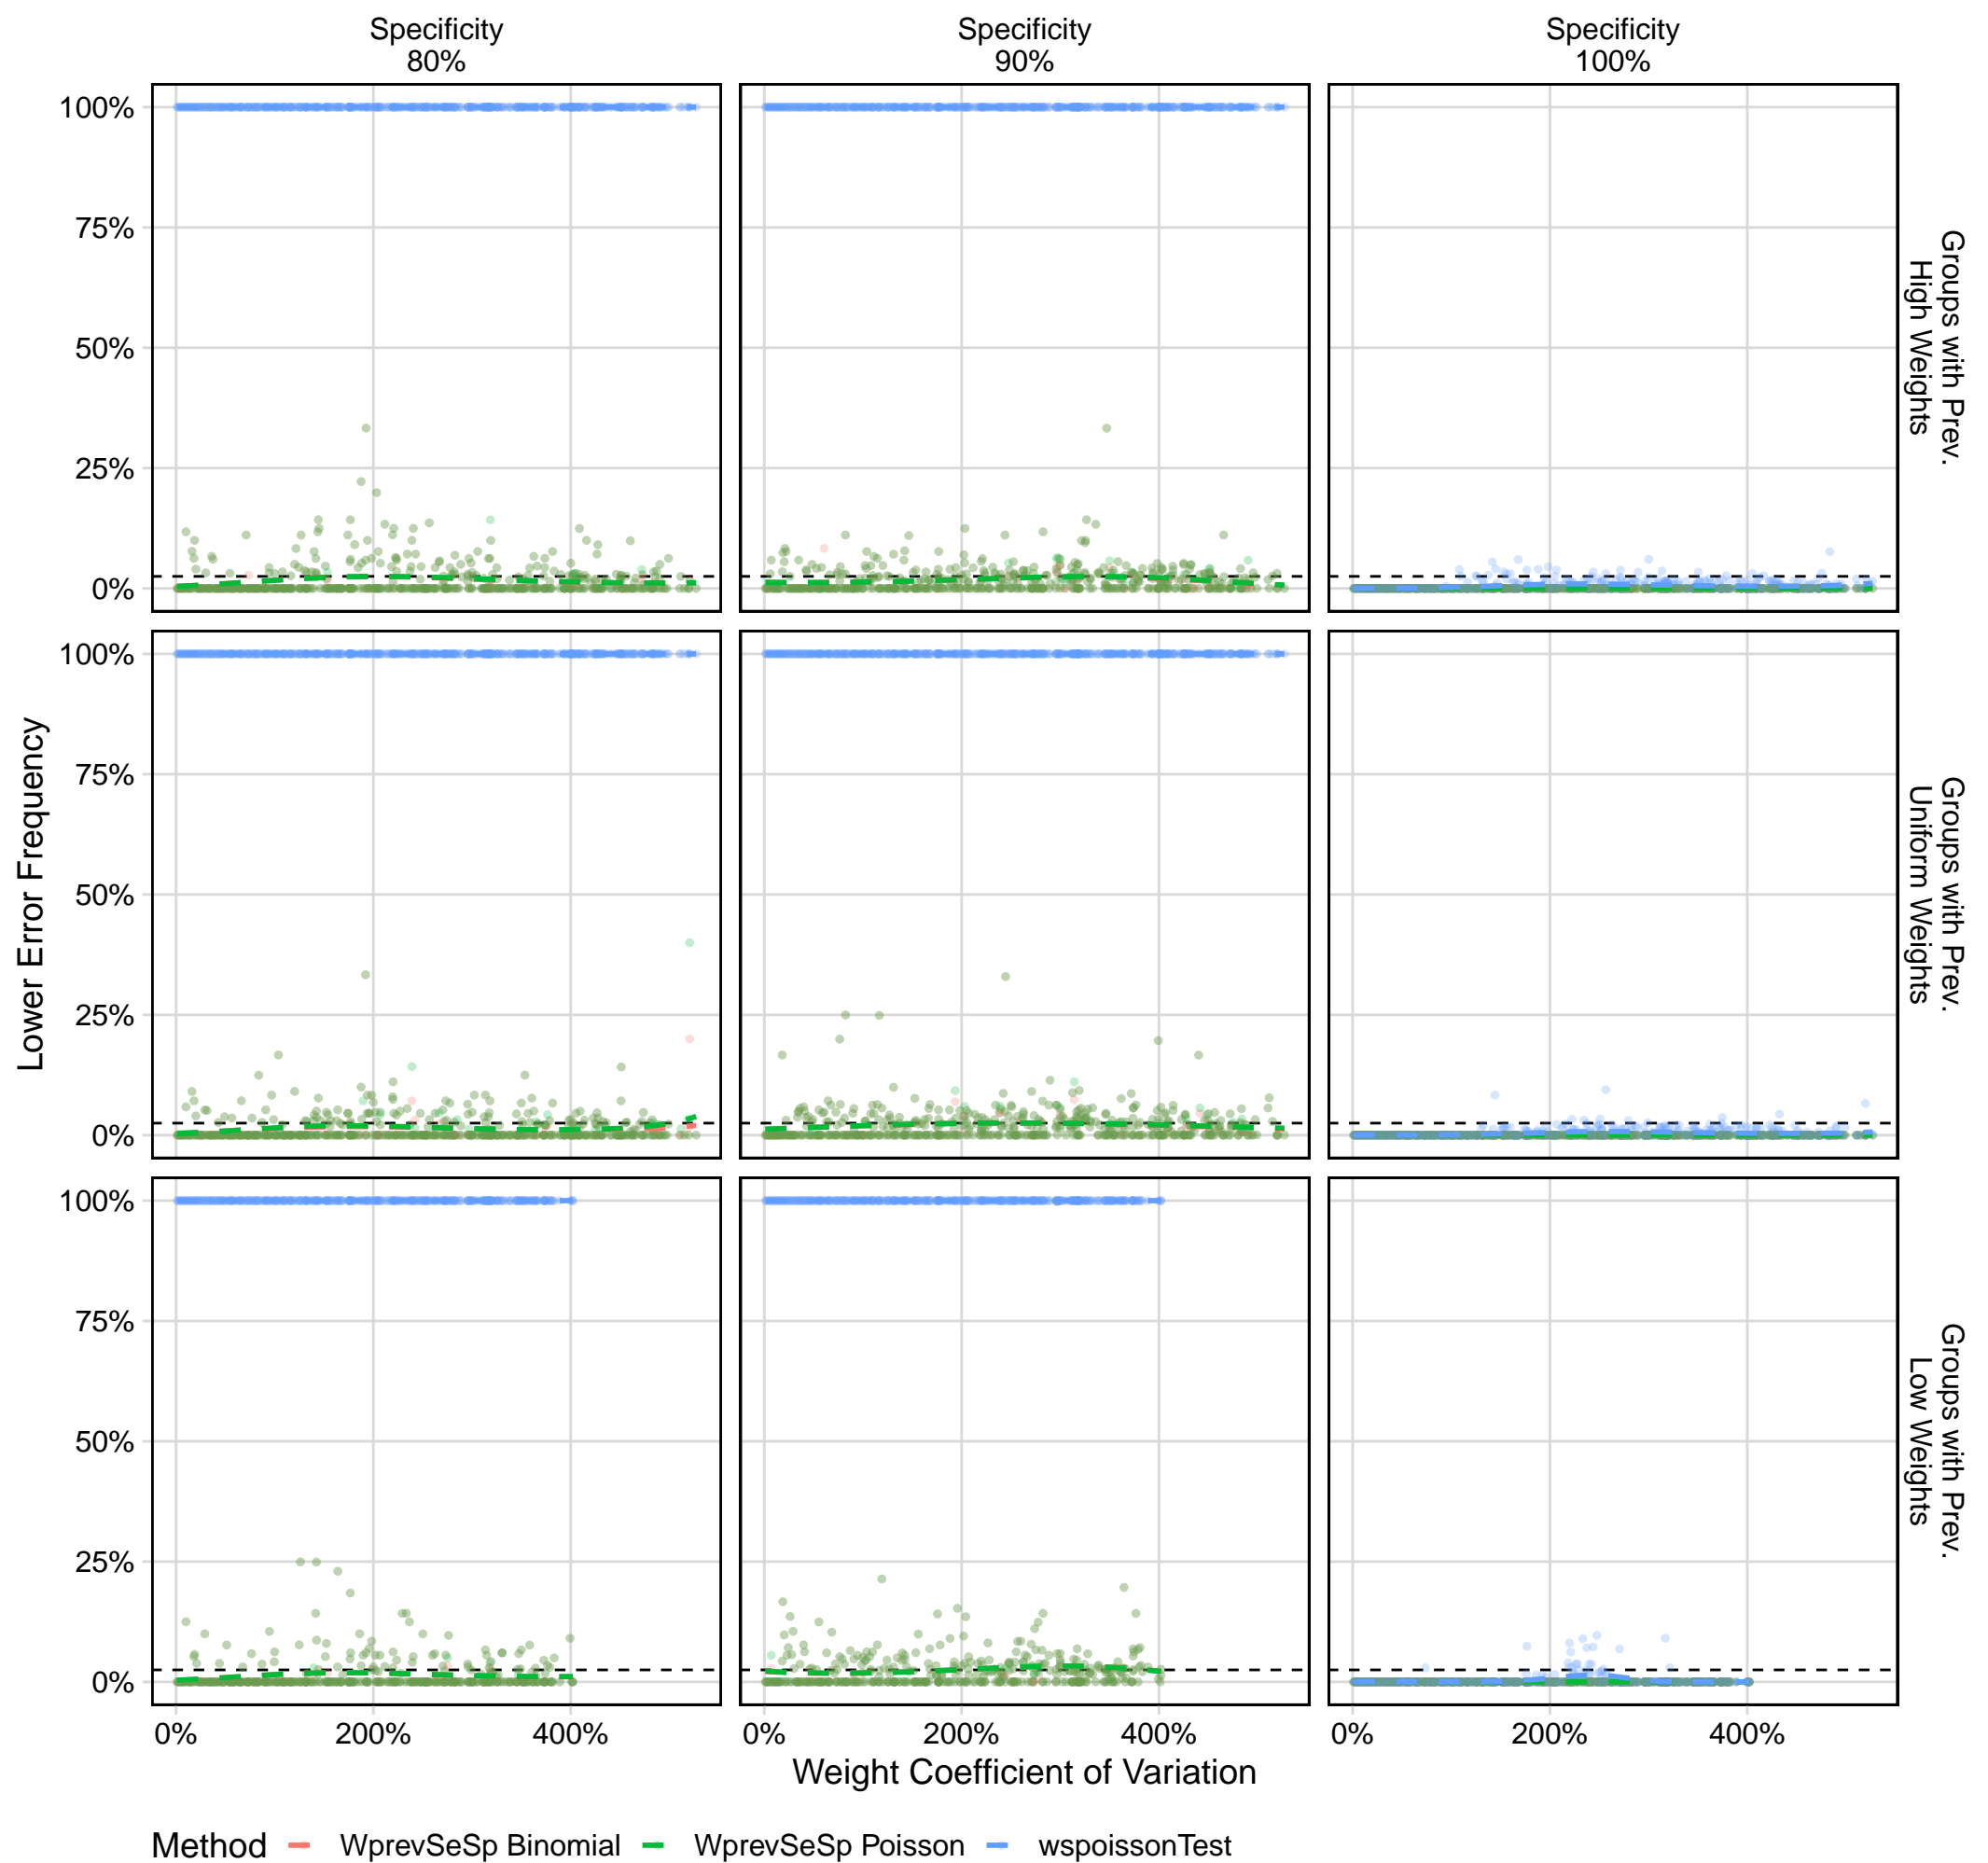 Specificity
80%
Specificity
90%
Specificity
100%
100%
75%
50%
25%
0%
Groups with Prev.
High Weights
100%
75%
50%
25%
0%
Groups with Prev.
Uniform Weights
100%
75%
50%
25%
0%
Groups with Prev.
Low Weights
Lower Error Frequency
0%
200%
400%
0%
200%
400%
0%
200%
400%
Weight Coefficient of Variation
Method WprevSeSp Binomial WprevSeSp Poisson wspoissonTest